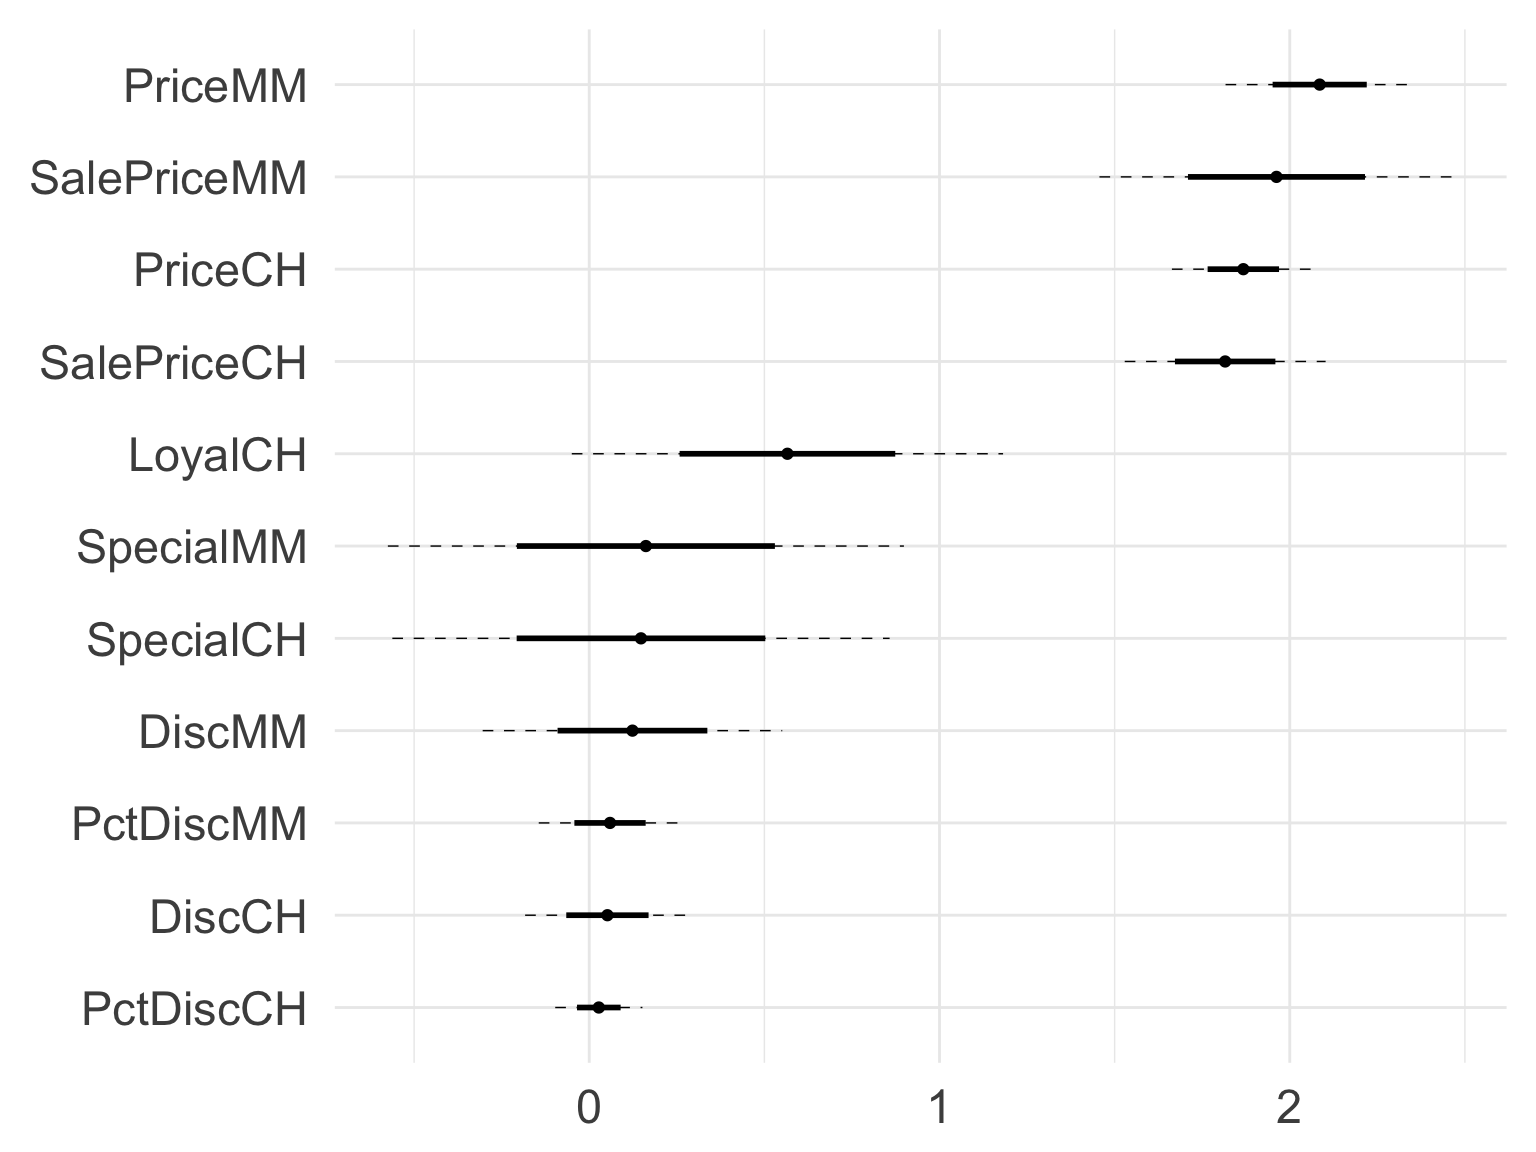 PriceMM
SalePriceMM
PriceCH
SalePriceCH
LoyalCH
SpecialMM
SpecialCH
DiscMM
PctDiscMM
DiscCH
PctDiscCH
0 1 2